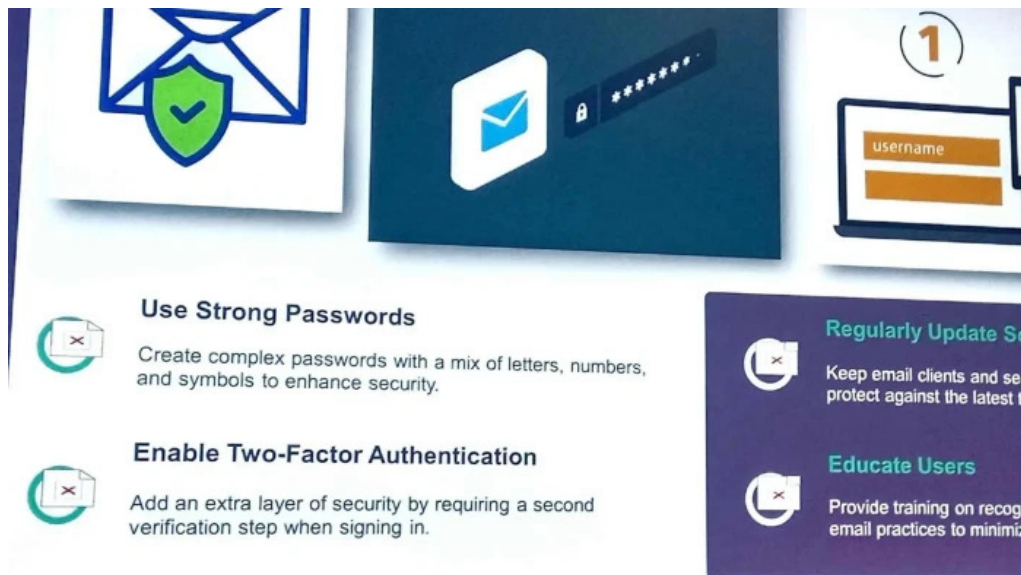 1
*******
username
Use Strong Passwords
Create complex passwords with a mix of letters, numbers,
and symbols to enhance security.
Enable Two-Factor Authentication
Add an extra layer of security by requiring a second
verification step when signing in.
Regularly Update
Keep email clients and
protect against the latest
Educate Users
Provide training on
email practices to